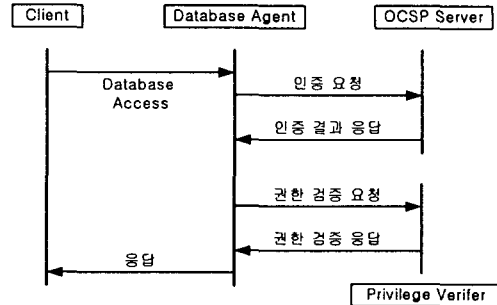 Client
Database Agent
OCSP Server
Database
Access
인증 요청
인증 결과 응답
권한 검증 요청
권한 검증 응답
응답
Privilege Verifer